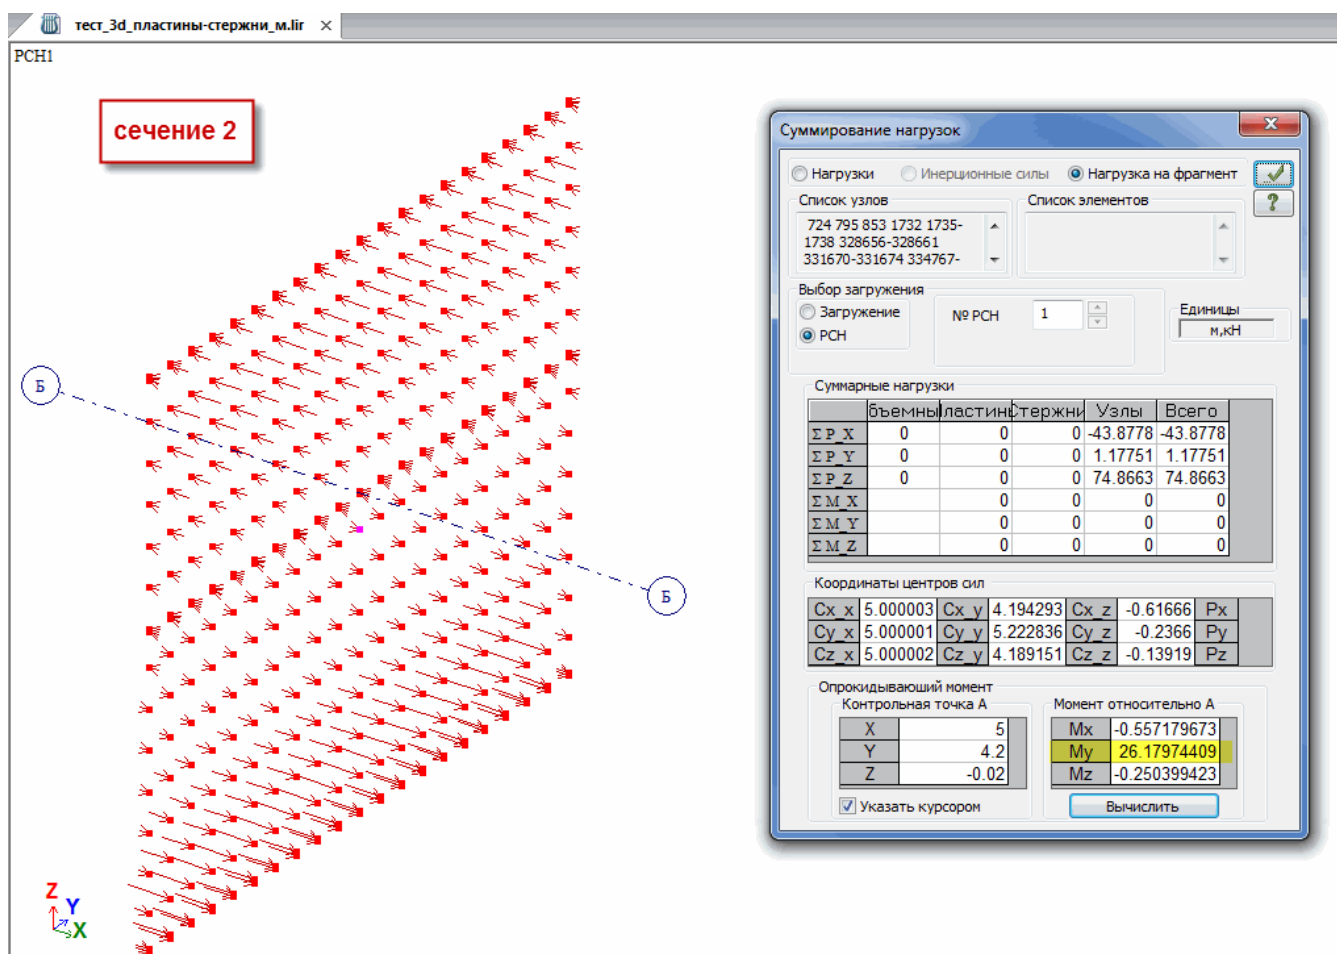 тест_3d_пластины-стержни_м.lir
РСН1
сечение 2
Б
Б
Z
Y
X
Суммирование нагрузок
Нагрузки Инерционные силы Нагрузка на фрагмент
Список узлов Список элементов
724 795 853 1732 1735-
1738 328656-328661
331670-331674 334767-
?
Выбор загружения
Загружение
РСН
№ РСН 1
Единицы
м,кН
Суммарные нагрузки
бъемны ластин Стержни Узлы Всего
Σ P_X 0 0 0 -43.8778 -43.8778
Σ P_Y 0 0 0 1.17751 1.17751
Σ P_Z 0 0 0 74.8663 74.8663
Σ M_X 0 0 0 0
Σ M_Y 0 0 0 0
Σ M_Z 0 0 0 0
Координаты центров сил
Cx_x 5.000003 Cx_y 4.194293 Cx_z -0.61666 Px
Cy_x 5.000001 Cy_y 5.222836 Cy_z -0.2366 Py
Cz_x 5.000002 Cz_y 4.189151 Cz_z -0.13919 Pz
Опрокидывающий момент
Контрольная точка А Момент относительно А
X 5 Mx -0.557179673
Y 4.2 My 26.17974409
Z -0.02 Mz -0.250399423
Указать курсором Вычислить